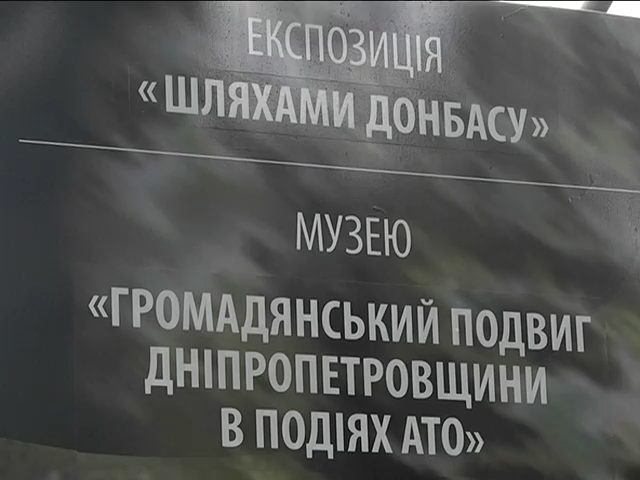 ЕКСПОЗИЦІЯ
«ШЛЯХАМИ ДОНБАСУ»
МУЗЕЮ
«ГРОМАДЯНСЬКИЙ ПОДВИГ
ДНІПРОПЕТРОВЩИНИ
В ПОДІЯХ АТО»